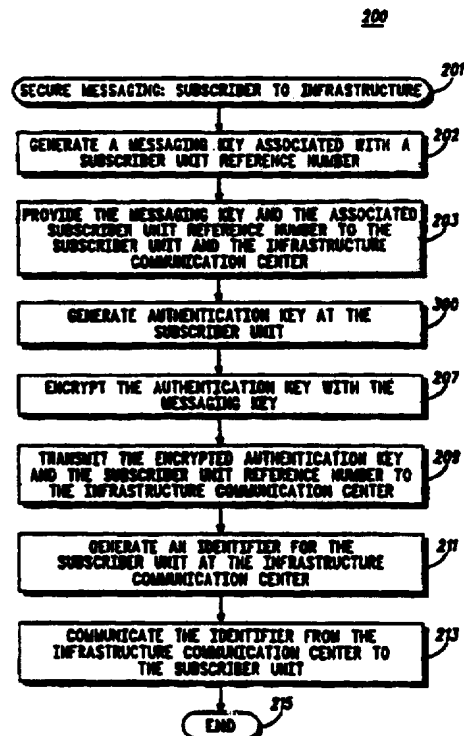 200
201
SECURE MESSAGING: SUBSCRIBER TO INFRASTRUCTURE
202
GENERATE A MESSAGING KEY ASSOCIATED WITH A
SUBSCRIBER UNIT REFERENCE NUMBER
203
PROVIDE THE MESSAGING KEY AND THE ASSOCIATED
SUBSCRIBER UNIT REFERENCE NUMBER TO THE
SUBSCRIBER UNIT AND THE INFRASTRUCTURE
COMMUNICATION CENTER
300
GENERATE AUTHENTICATION KEY AT THE
SUBSCRIBER UNIT
207
ENCRYPT THE AUTHENTICATION KEY WITH THE
MESSAGING KEY
209
TRANSMIT THE ENCRYPTED AUTHENTICATION KEY
AND THE SUBSCRIBER UNIT REFERENCE NUMBER TO
THE INFRASTRUCTURE COMMUNICATION CENTER
211
GENERATE AN IDENTIFIER FOR THE
SUBSCRIBER UNIT AT THE INFRASTRUCTURE
COMMUNICATION CENTER
213
COMMUNICATE THE IDENTIFIER FROM THE
INFRASTRUCTURE COMMUNICATION CENTER TO
THE SUBSCRIBER UNIT
215
END